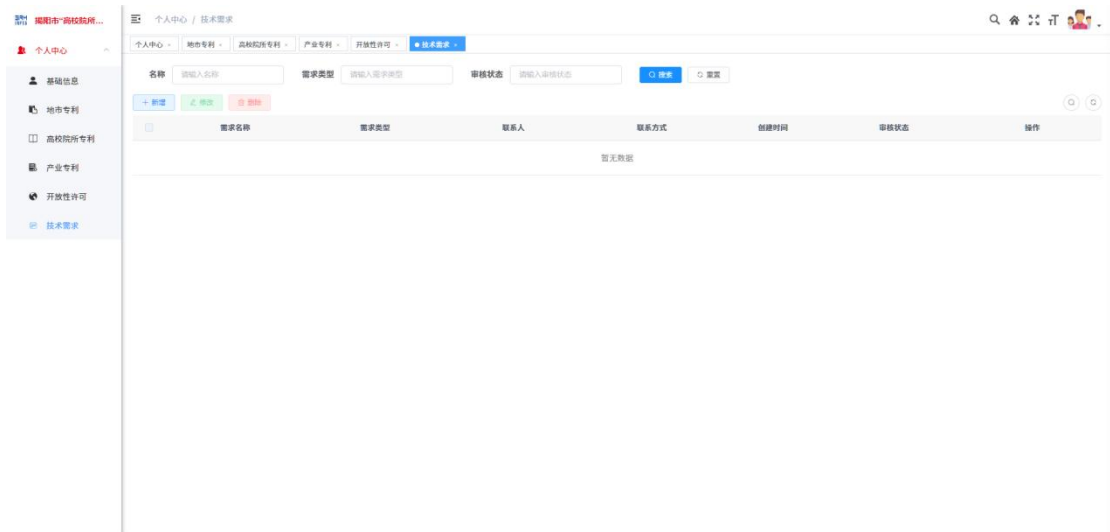 揭阳市“高校院所...
个人中心 / 技术需求
个人中心
个人中心 × 地市专利 × 高校院所专利 × 产业专利 × 开放性许可 × 技术需求 ×
基础信息
地市专利
高校院所专利
产业专利
开放性许可
技术需求
名称 请输入名称 需求类型 请输入需求类型 审核状态 请输入审核状态 搜索 重置
+ 新增 修改 删除
需求名称 需求类型 联系人 联系方式 创建时间 审核状态 操作
暂无数据